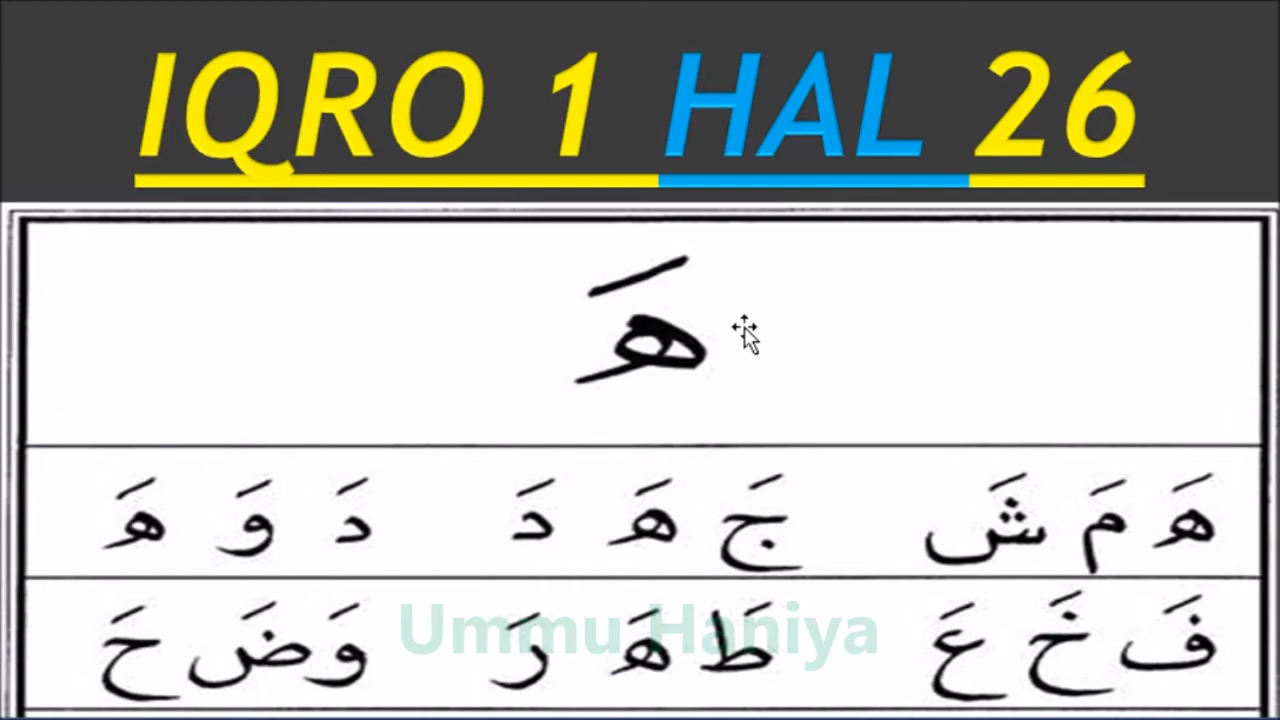 IQRO 1 HAL 26
هَ
هَ مَ شَ جَ هَ دَ دَ وَ هَ
فَ خَ عَ طَ هَ رَ وَ ضَ حَ
Ummu Haniya